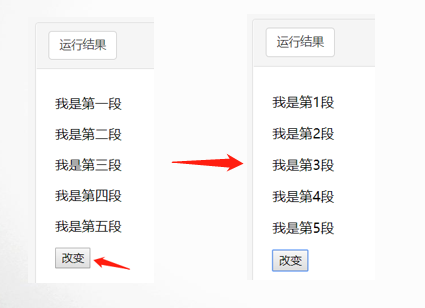 运行结果
我是第一段
我是第二段
我是第三段
我是第四段
我是第五段
改变
运行结果
我是第1段
我是第2段
我是第3段
我是第4段
我是第5段
改变